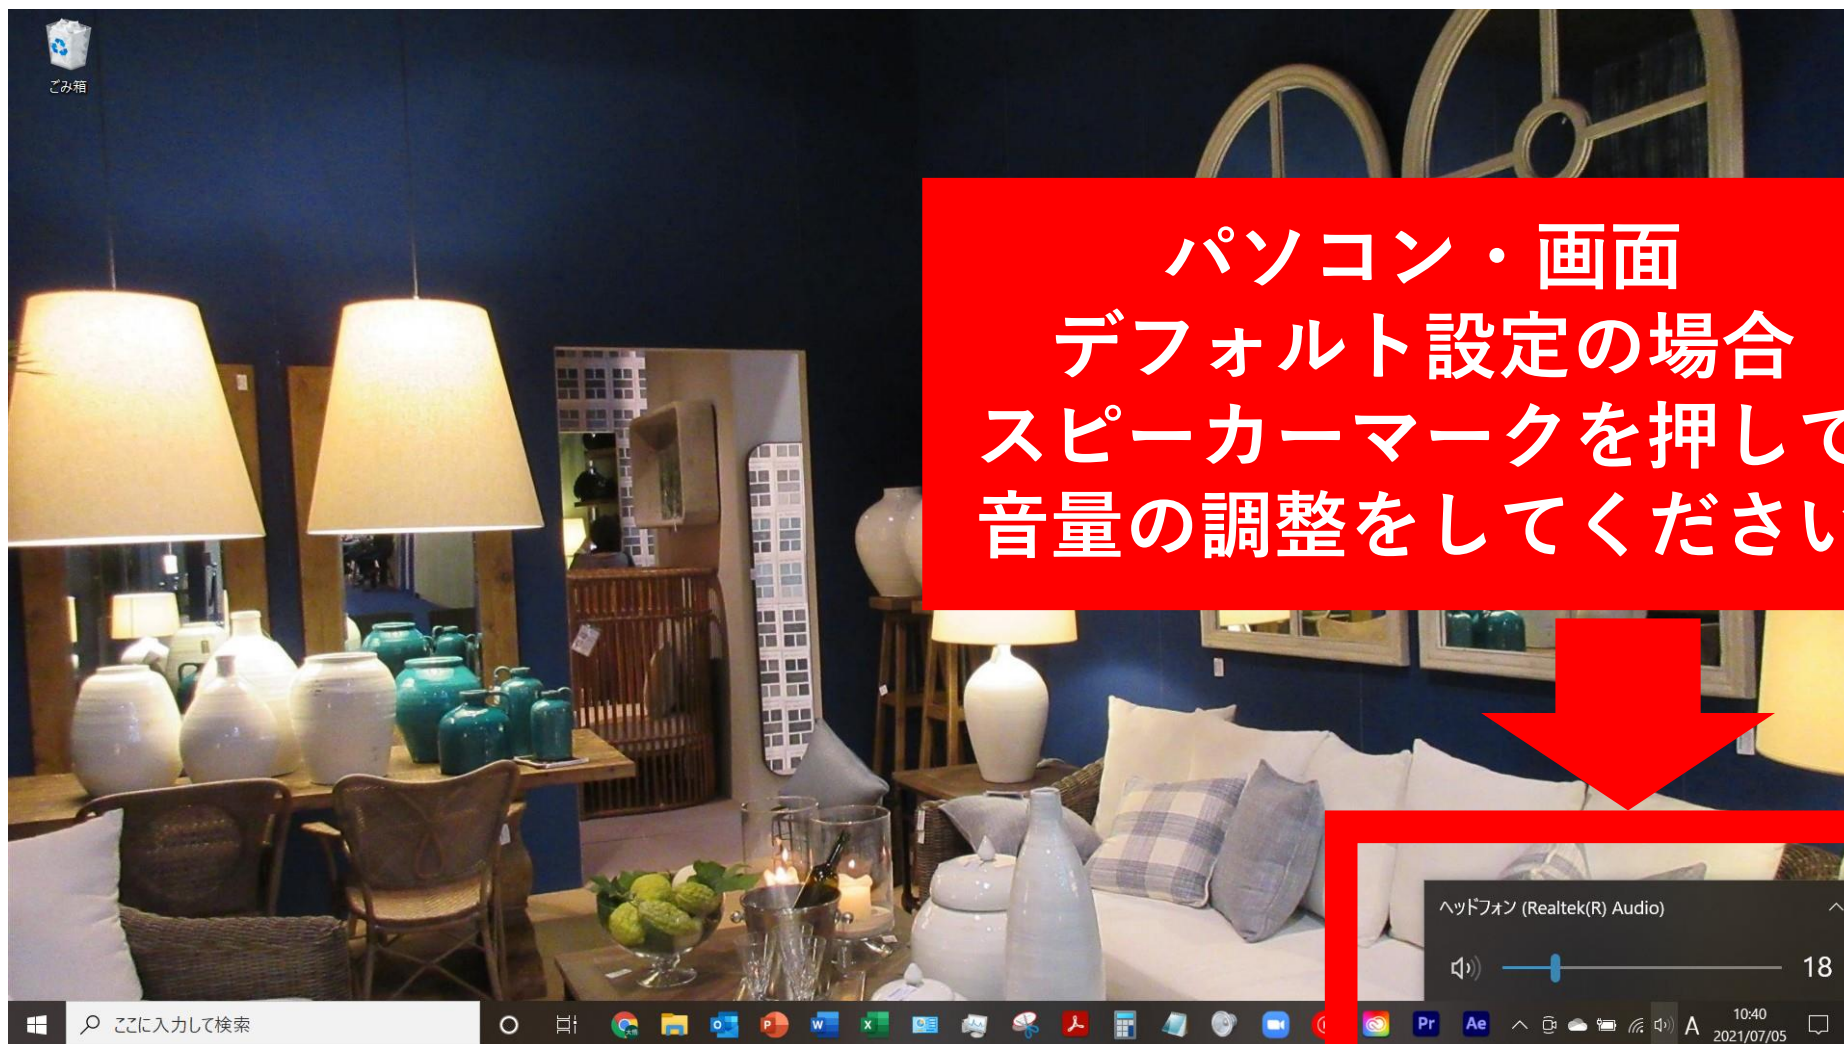 ごみ箱
パソコン・画面
デフォルト設定の場合
スピーカーマークを押して
音量の調整をしてください
ヘッドフォン (Realtek(R) Audio)
18
ここに入力して検索
Pr
Ae
A
10:40
2021/07/05